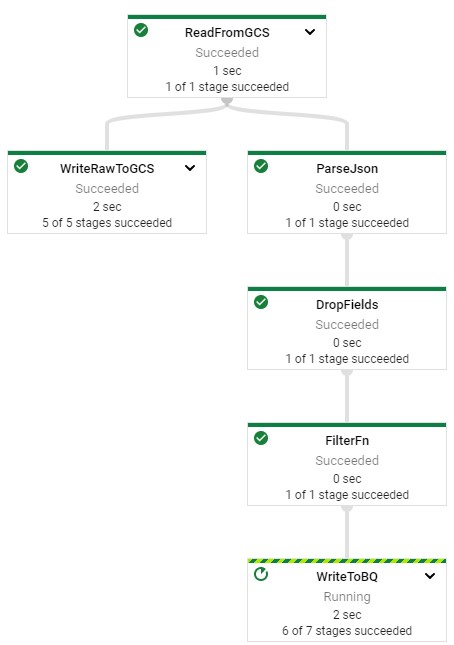 ReadFromGCS
Succeeded
1 sec
1 of 1 stage succeeded
WriteRawToGCS
Succeeded
2 sec
5 of 5 stages succeeded
ParseJson
Succeeded
0 sec
1 of 1 stage succeeded
DropFields
Succeeded
0 sec
1 of 1 stage succeeded
FilterFn
Succeeded
0 sec
1 of 1 stage succeeded
WriteToBQ
Running
2 sec
6 of 7 stages succeeded